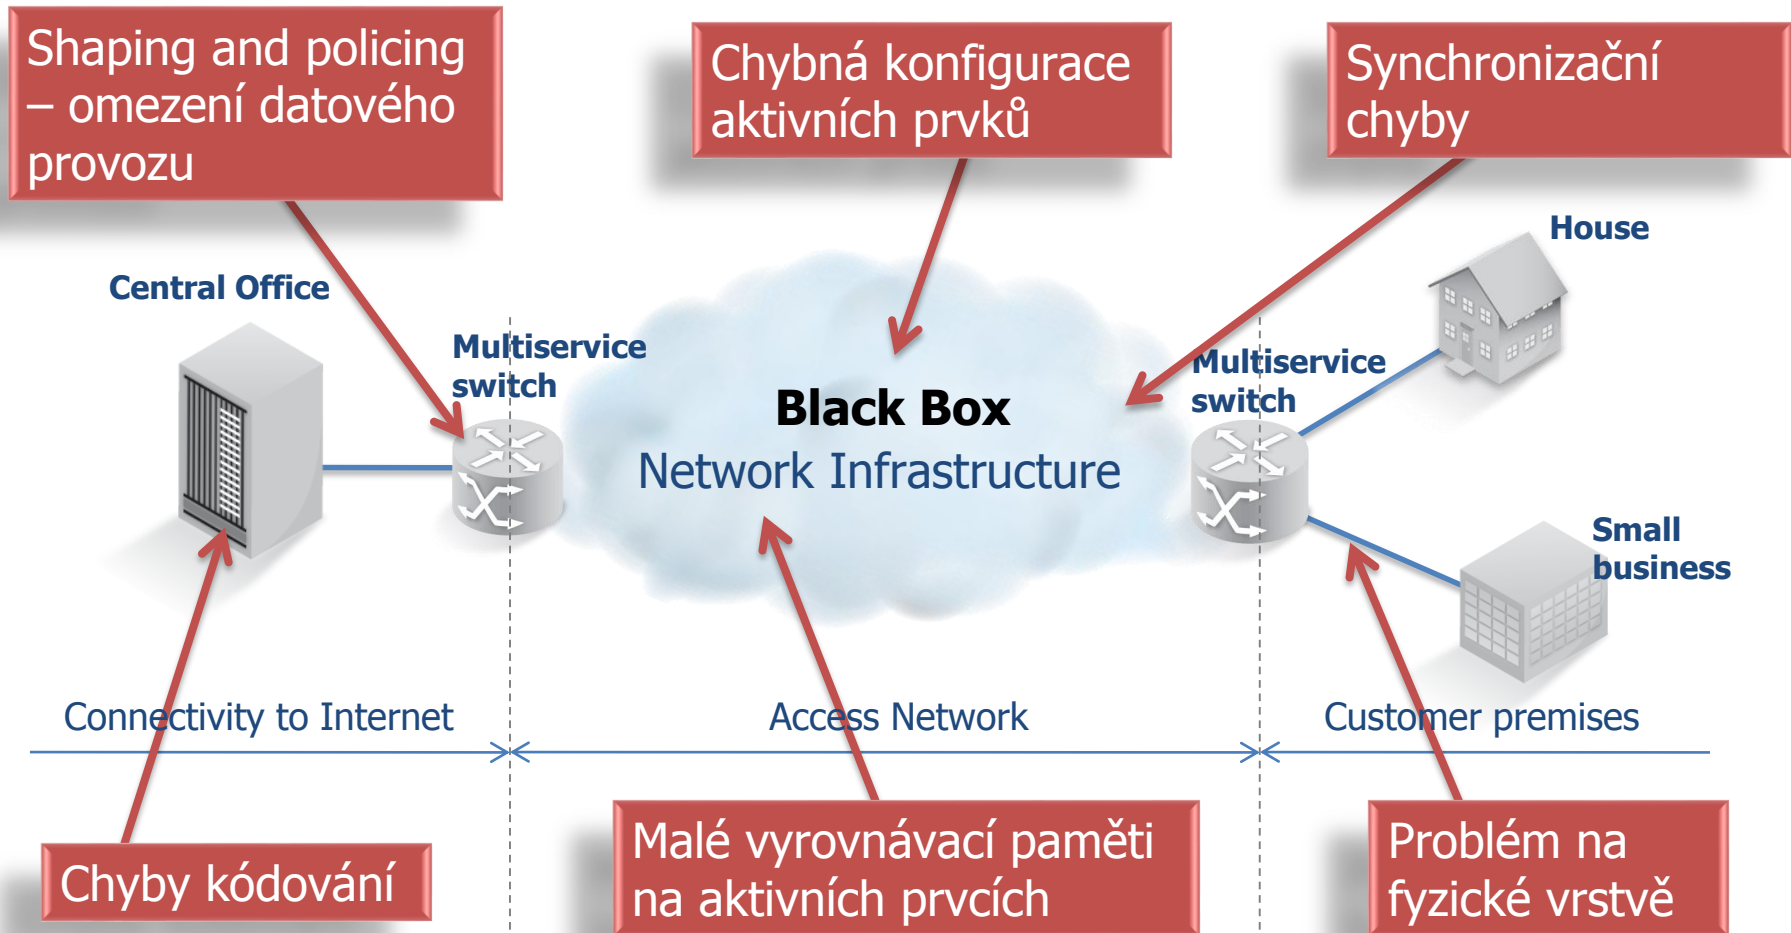 Shaping and policing
– omezení datového
provozu
Chybná konfigurace
aktivních prvků
Synchronizační
chyby
House
Central Office
Multiservice
switch
Multiservice
switch
Black Box
Network Infrastructure
Small
business
Connectivity to Internet
Access Network
Customer premises
Chyby kódování
Malé vyrovnávací paměti
na aktivních prvcích
Problém na
fyzické vrstvě